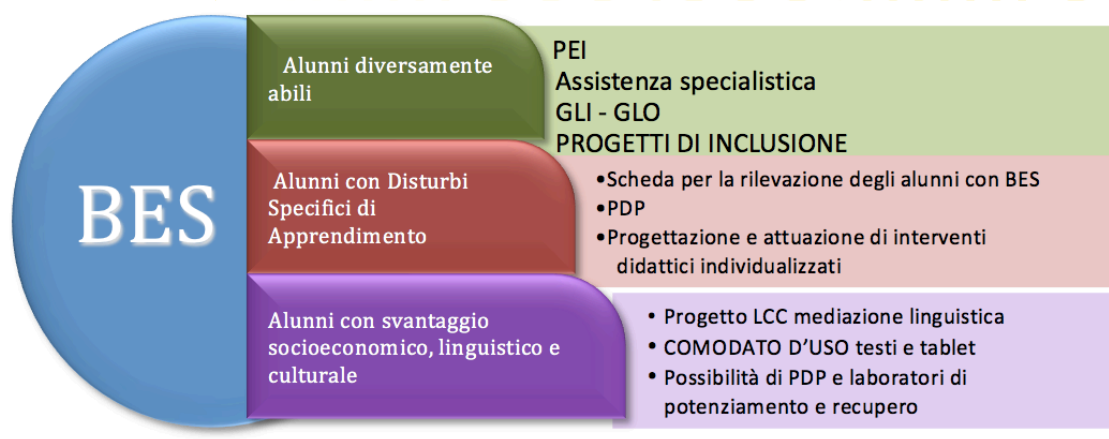 BES
Alunni diversamente
abili
PEI
Assistenza specialistica
GLI - GLO
PROGETTI DI INCLUSIONE
Alunni con Disturbi
Specifici di
Apprendimento
•Scheda per la rilevazione degli alunni con BES
•PDP
•Progettazione e attuazione di interventi
didattici individualizzati
Alunni con svantaggio
socioeconomico, linguistico e
culturale
• Progetto LCC mediazione linguistica
• COMODATO D'USO testi e tablet
• Possibilità di PDP e laboratori di
potenziamento e recupero